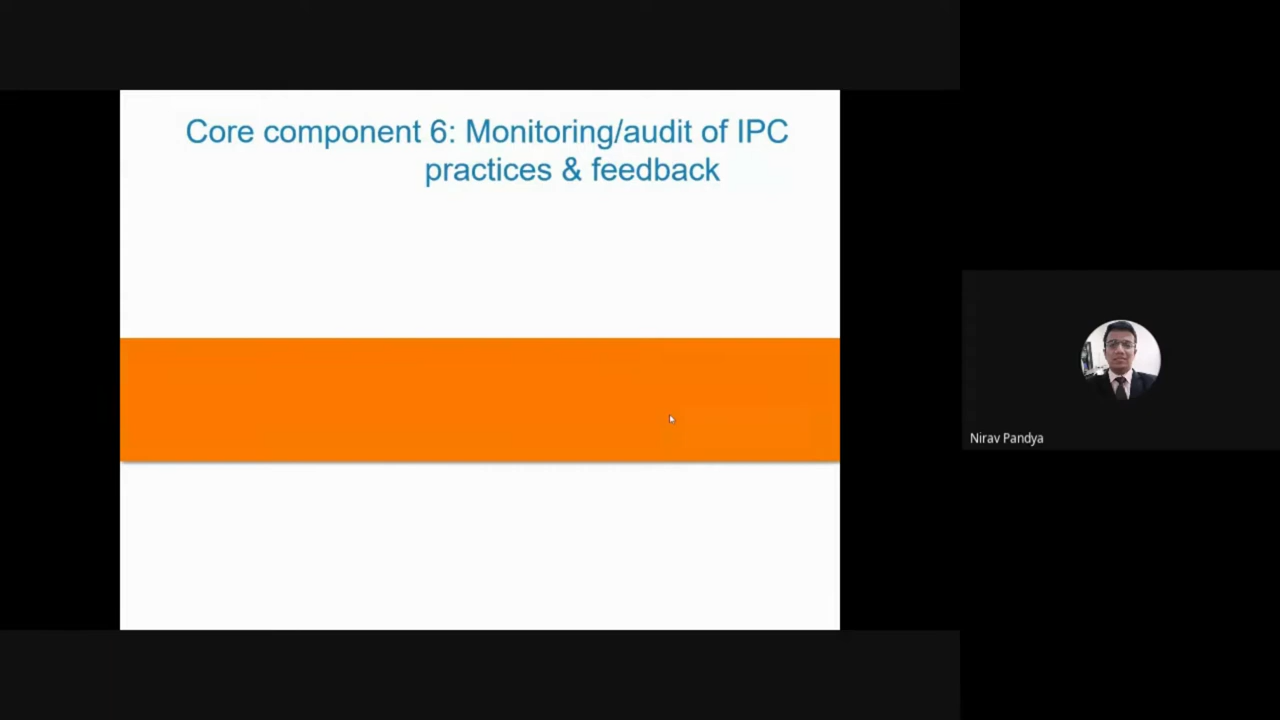 Core component 6: Monitoring/audit of IPC
practices & feedback
Nirav Pandya